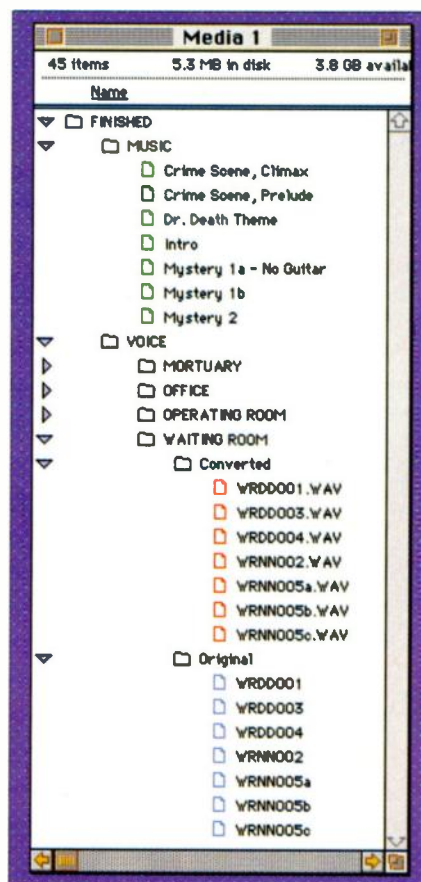 Media 1
45 items 5.3 MB in disk 3.8 GB availal
Name
FINISHED
MUSIC
Crime Scene, Climax
Crime Scene, Prelude
Dr. Death Theme
Intro
Mystery 1a - No Guitar
Mystery 1b
Mystery 2
VOICE
MORTUARY
OFFICE
OPERATING ROOM
WAITING ROOM
Converted
WRDD001.WAV
WRDD003.WAV
WRDD004.WAV
WRNN002.WAV
WRNN005a.WAV
WRNN005b.WAV
WRNN005c.WAV
Original
WRDD001
WRDD003
WRDD004
WRNN002
WRNN005a
WRNN005b
WRNN005c